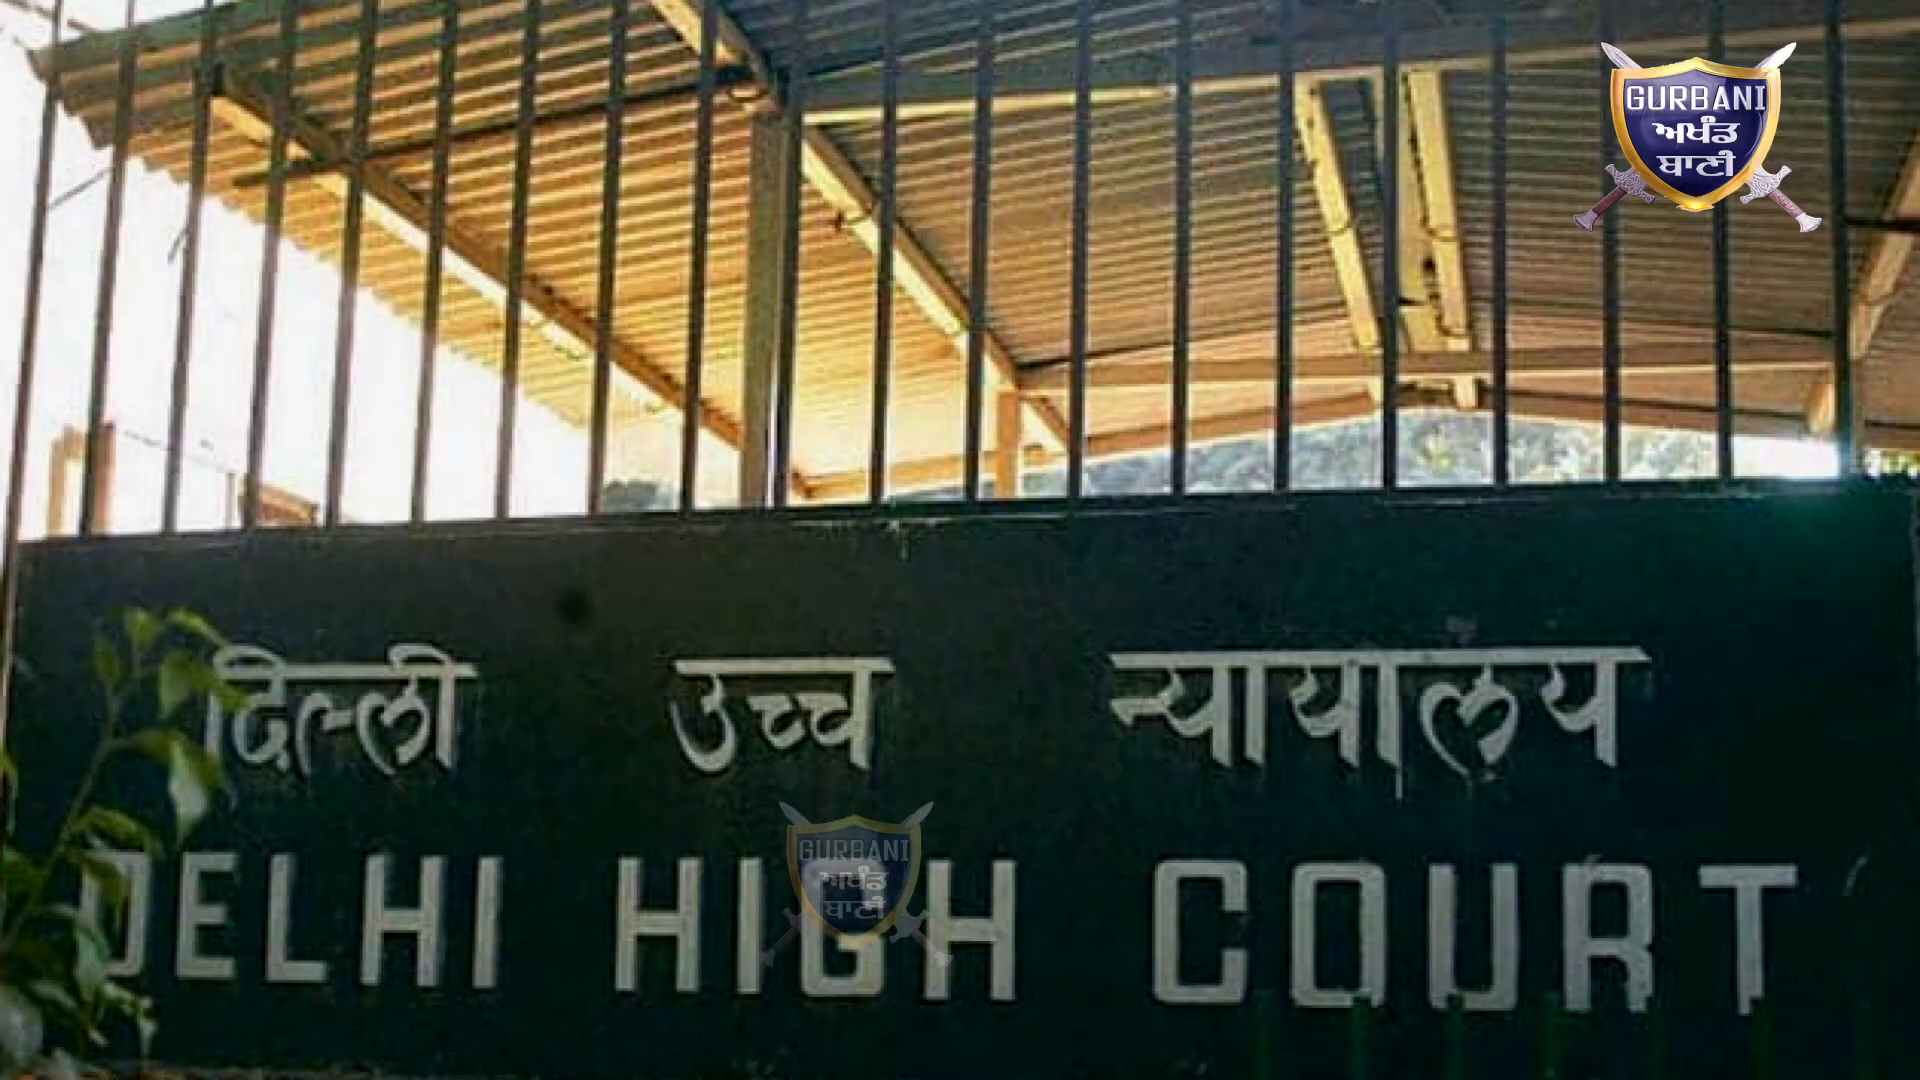 GURBANI
ਅਖੰਡ
ਬਾਣੀ
दिल्ली उच्च न्यायालय
GURBANI
ਅਖੰਡ
ਬਾਣੀ
DELHI HIGH COURT